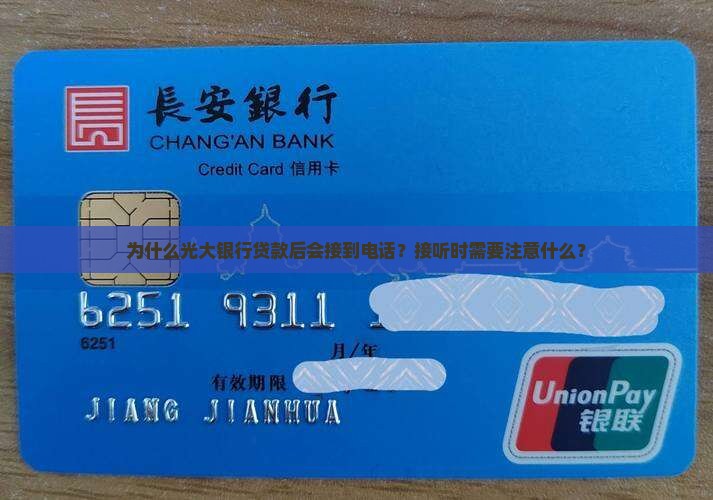 長安銀行
CHANG'AN BANK
Credit Card 信用卡
为什么光大银行贷款后会接到电话？接听时需要注意什么？
6251 9311 1
6251
月/年
有效期限
JIANG JIANHUA
UnionPay
银联